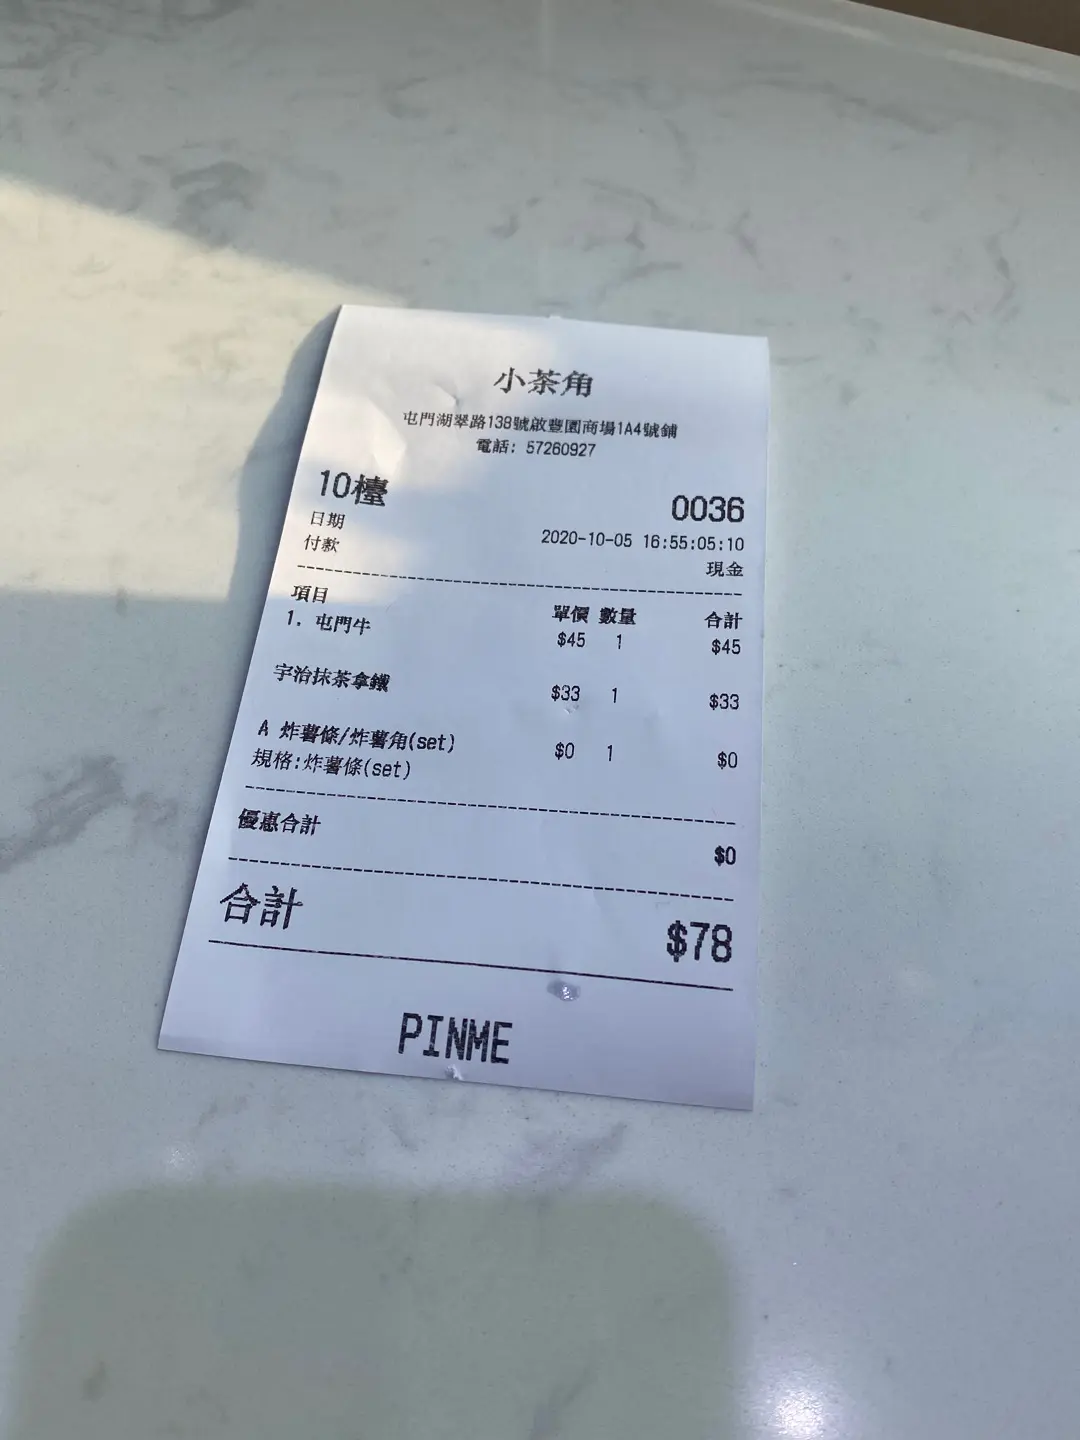 小茶角
屯門湖翠路138號啟豐園商場1A4號鋪
電話: 57260927
10檯 0036
日期 2020-10-05 16:55:05:10
付款 現金
項目 單價 數量 合計
1. 屯門牛 $45 1 $45
宇治抹茶拿鐵 $33 1 $33
A 炸薯條/炸薯角(set) $0 1 $0
規格:炸薯條(set)
優惠合計 $0
合計 $78
PINME